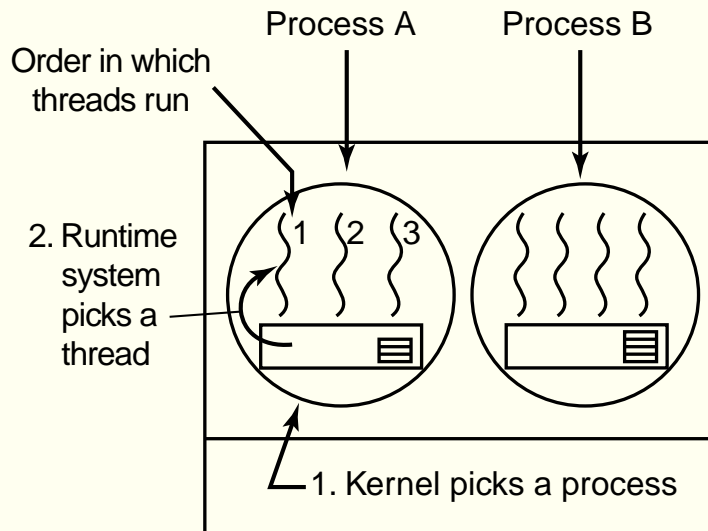 Process A
Process B
Order in which
threads run
1
2
3
2. Runtime
system
picks a
thread
1. Kernel picks a process